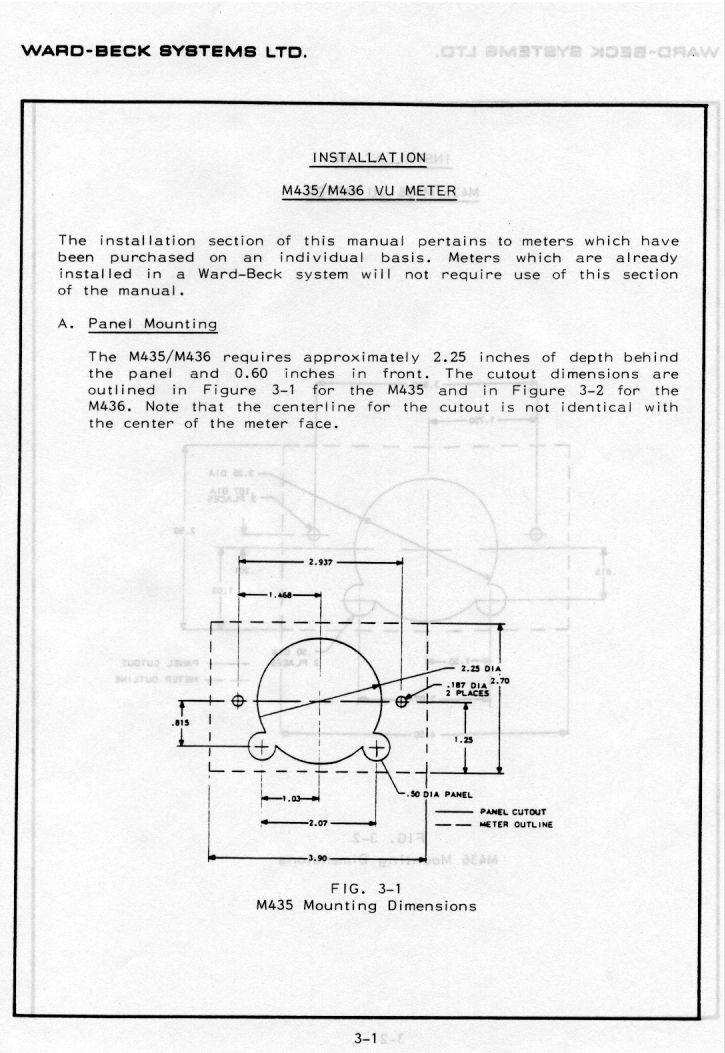 WARD-BECK SYSTEMS LTD.
INSTALLATION
M435/M436 VU METER
The installation section of this manual pertains to meters which have
been purchased on an individual basis. Meters which are already
installed in a Ward-Beck system will not require use of this section
of the manual.
A. Panel Mounting
The M435/M436 requires approximately 2.25 inches of depth behind
the panel and 0.60 inches in front. The cutout dimensions are
outlined in Figure 3-1 for the M435 and in Figure 3-2 for the
M436. Note that the centerline for the cutout is not identical with
the center of the meter face.
2.937
1.468
2.25 DIA
.187 DIA
2 PLACES
2.70
.815
1.25
1.03
.50 DIA PANEL
2.07
PANEL CUTOUT
METER OUTLINE
3.90
FIG. 3-1
M435 Mounting Dimensions
3-1